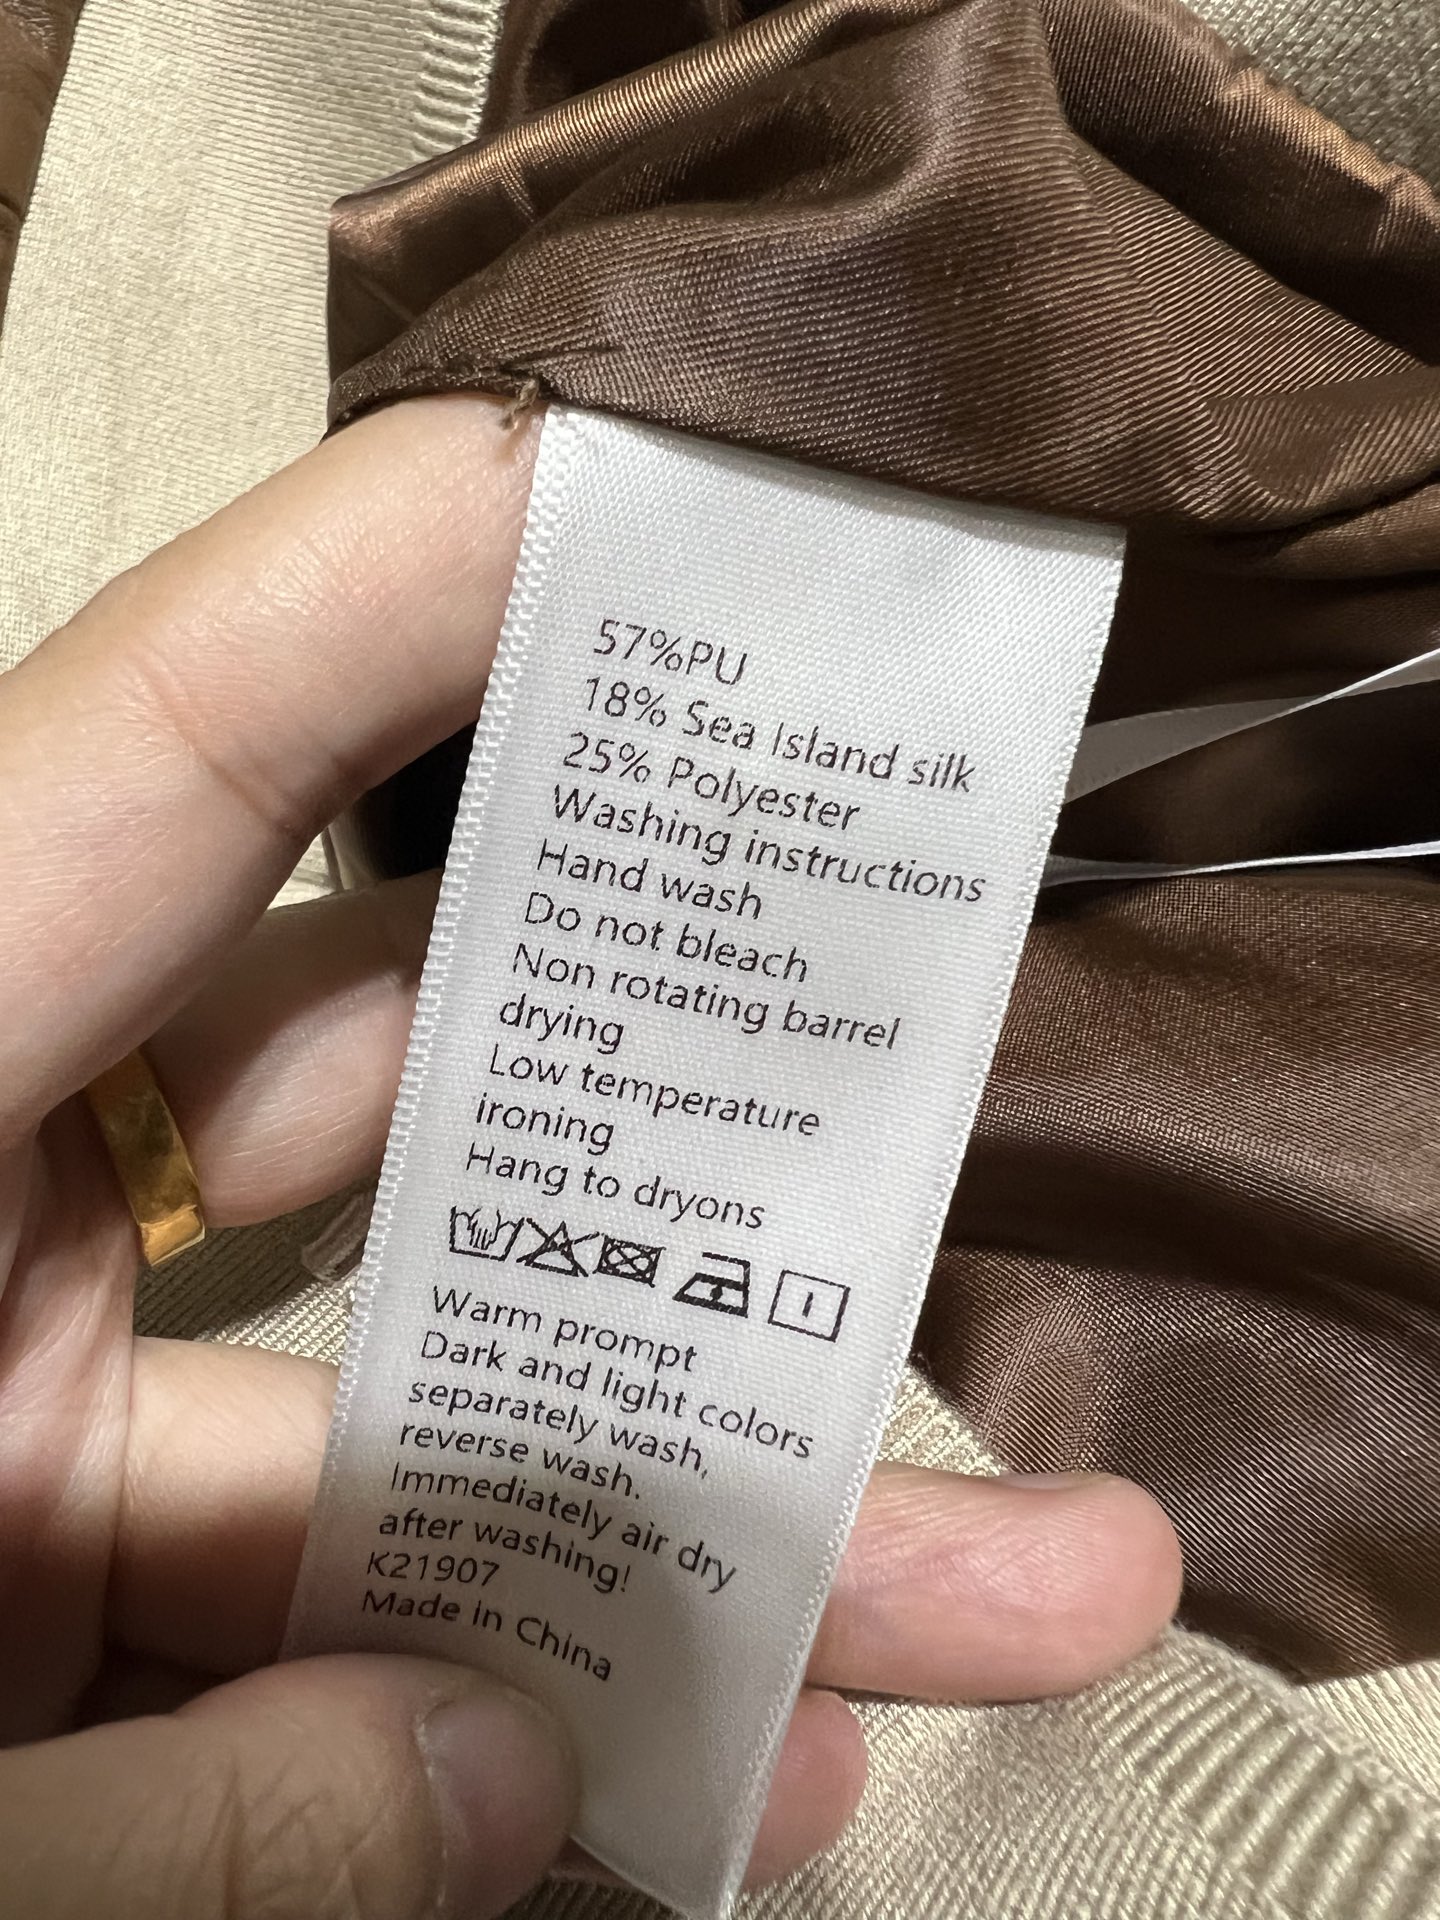 57%PU
18% Sea Island silk
25% Polyester
Washing instructions
Hand wash
Do not bleach
Non rotating barrel
drying
Low temperature
ironing
Hang to dryons
Warm prompt
Dark and light colors
separately wash,
reverse wash.
Immediately air dry
after washing!
K21907
Made in China